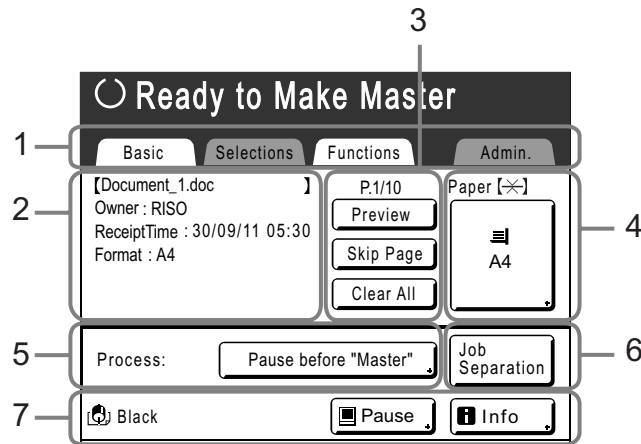 3
Ready to Make Master
1
Basic Selections Functions Admin.
2
【Document_1.doc 】
Owner : RISO
ReceiptTime : 30/09/11 05:30
Format : A4
P.1/10
Preview
Skip Page
Clear All
Paper【】
A4
4
5
Process: Pause before "Master"
Job
Separation
6
7
Black Pause Info